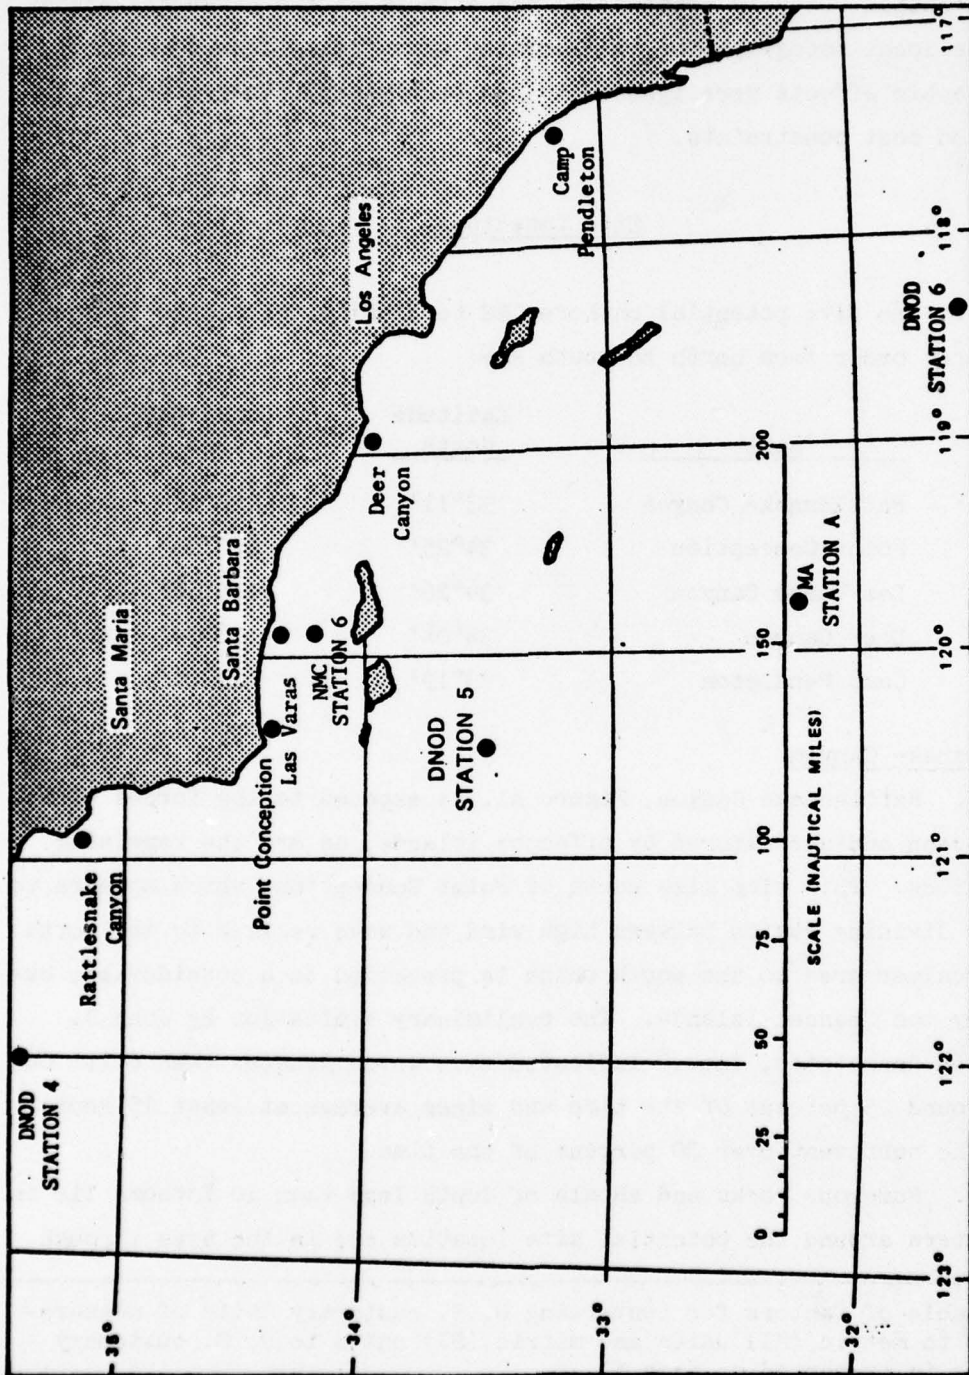 DNOD
STATION 4
Rattlesnake
Canyon
Santa Maria
Point Conception
Las Varas
Santa Barbara
NMC
STATION 6
Los Angeles
Deer
Canyon
DNOD
STATION 5
Camp
Pendleton
MA
STATION A
DNOD
STATION 6
SCALE (NAUTICAL MILES)
0 25 50 75 100 150 200
35°
34°
33°
32°
123° 122° 121° 120° 119° 118° 117°